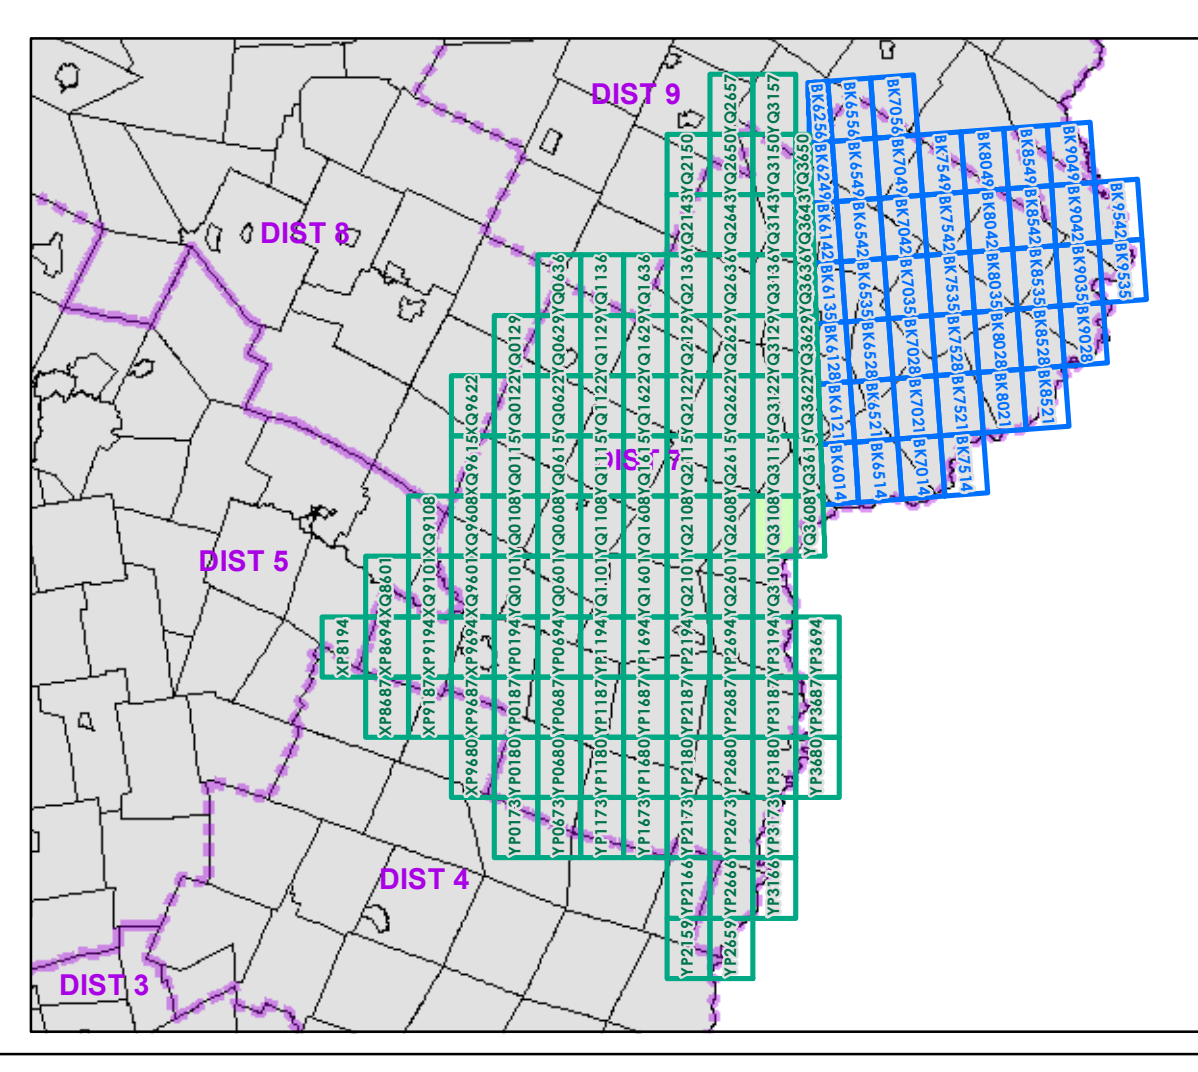 DIST 9
DIST 8
DIST 7
DIST 5
DIST 4
DIST 3
YQ2657 YQ3157
YQ2150 YQ2650 YQ3150 YQ3650
YQ2143 YQ2643 YQ3143 YQ3643
YQ0636 YQ1136 YQ1636 YQ2136 YQ2636 YQ3136 YQ3636
YQ0129 YQ0629 YQ1129 YQ1629 YQ2129 YQ2629 YQ3129 YQ3629
XQ9622 YQ0122 YQ0622 YQ1122 YQ1622 YQ2122 YQ2622 YQ3122 YQ3622
XQ9615 YQ0115 YQ0615 YQ1115 YQ1615 YQ2115 YQ2615 YQ3115 YQ3615
XQ9108 XQ9608 YQ0108 YQ0608 YQ1108 YQ1608 YQ2108 YQ2608 YQ3108 YQ3608
XQ8601 XQ9101 XQ9601 YQ0101 YQ0601 YQ1101 YQ1601 YQ2101 YQ2601 YQ3101
XP8194 XP8694 XP9194 XP9694 YP0194 YP0694 YP1194 YP1694 YP2194 YP2694 YP3194 YP3694
XP8687 XP9187 XP9687 YP0187 YP0687 YP1187 YP1687 YP2187 YP2687 YP3187 YP3687
XP9680 YP0180 YP0680 YP1180 YP1680 YP2180 YP2680 YP3180 YP3680
YP0173 YP0673 YP1173 YP1673 YP2173 YP2673 YP3173
YP2166 YP2666 YP3166
YP2159 YP2659
BK6256 BK6556 BK7056
BK6249 BK6549 BK7049 BK7549 BK8049 BK8549 BK9049
BK6142 BK6542 BK7042 BK7542 BK8042 BK8542 BK9042 BK9542
BK6135 BK6535 BK7035 BK7535 BK8035 BK8535 BK9035 BK9535
BK6128 BK6528 BK7028 BK7528 BK8028 BK8528 BK9028
BK6121 BK6521 BK7021 BK7521 BK8021 BK8521
BK6014 BK6514 BK7014 BK7514